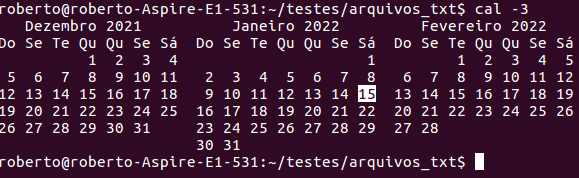 roberto@roberto-Aspire-E1-531:~/testes/arquivos_txt$ cal -3
   Dezembro 2021          Janeiro 2022         Fevereiro 2022
Do Se Te Qu Qu Se Sá  Do Se Te Qu Qu Se Sá  Do Se Te Qu Qu Se Sá
          1  2  3  4                     1         1  2  3  4  5
 5  6  7  8  9 10 11   2  3  4  5  6  7  8   6  7  8  9 10 11 12
12 13 14 15 16 17 18   9 10 11 12 13 14 15  13 14 15 16 17 18 19
19 20 21 22 23 24 25  16 17 18 19 20 21 22  20 21 22 23 24 25 26
26 27 28 29 30 31     23 24 25 26 27 28 29  27 28
                      30 31
roberto@roberto-Aspire-E1-531:~/testes/arquivos_txt$